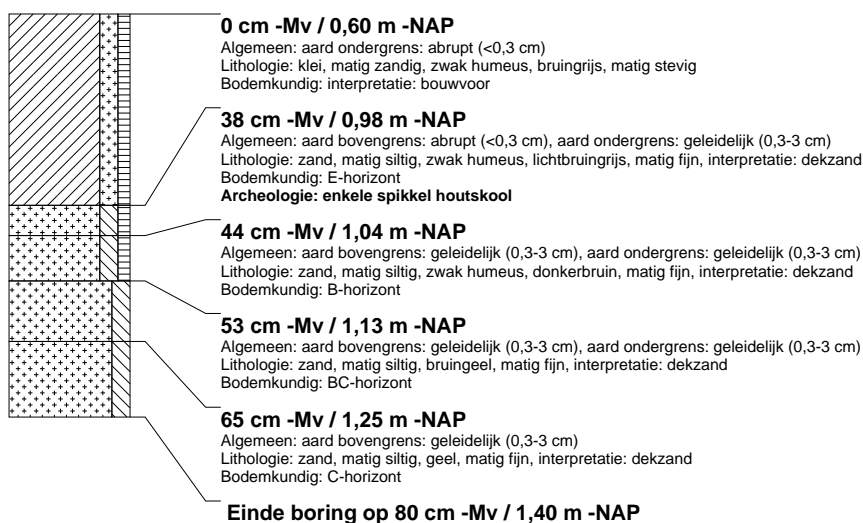 0 cm -Mv / 0,60 m -NAP
Algemeen: aard ondergrens: abrupt (<0,3 cm)
Lithologie: klei, matig zandig, zwak humeus, bruingrijs, matig stevig
Bodemkundig: interpretatie: bouwvoor
38 cm -Mv / 0,98 m -NAP
Algemeen: aard bovengrens: abrupt (<0,3 cm), aard ondergrens: geleidelijk (0,3-3 cm)
Lithologie: zand, matig siltig, zwak humeus, lichtbruingrijs, matig fijn, interpretatie: dekzand
Bodemkundig: E-horizont
Archeologie: enkele spikkel houtskool
44 cm -Mv / 1,04 m -NAP
Algemeen: aard bovengrens: geleidelijk (0,3-3 cm), aard ondergrens: geleidelijk (0,3-3 cm)
Lithologie: zand, matig siltig, zwak humeus, donkerbruin, matig fijn, interpretatie: dekzand
Bodemkundig: B-horizont
53 cm -Mv / 1,13 m -NAP
Algemeen: aard bovengrens: geleidelijk (0,3-3 cm), aard ondergrens: geleidelijk (0,3-3 cm)
Lithologie: zand, matig siltig, bruingeel, matig fijn, interpretatie: dekzand
Bodemkundig: BC-horizont
65 cm -Mv / 1,25 m -NAP
Algemeen: aard bovengrens: geleidelijk (0,3-3 cm)
Lithologie: zand, matig siltig, geel, matig fijn, interpretatie: dekzand
Bodemkundig: C-horizont
Einde boring op 80 cm -Mv / 1,40 m -NAP